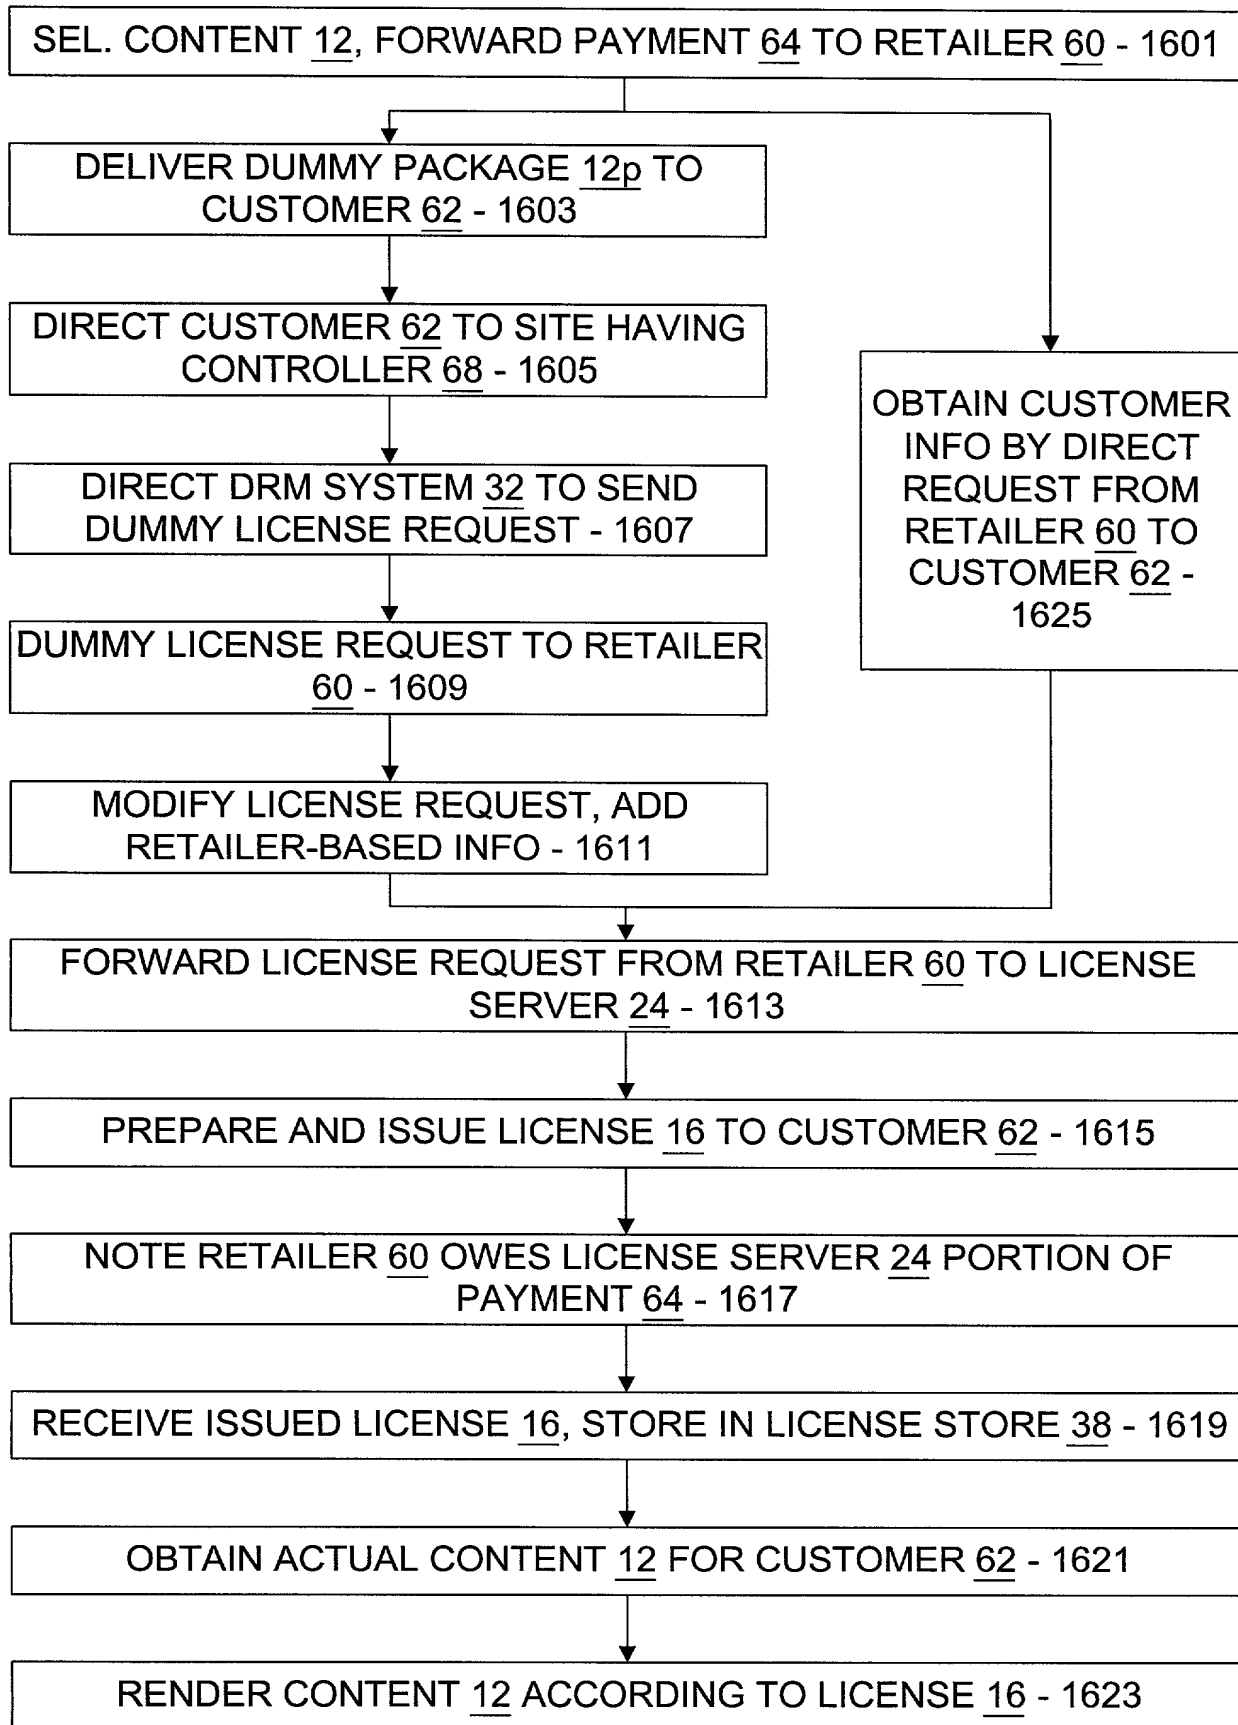 SEL. CONTENT 12, FORWARD PAYMENT 64 TO RETAILER 60 - 1601
DELIVER DUMMY PACKAGE 12p TO
CUSTOMER 62 - 1603
DIRECT CUSTOMER 62 TO SITE HAVING
CONTROLLER 68 - 1605
DIRECT DRM SYSTEM 32 TO SEND
DUMMY LICENSE REQUEST - 1607
DUMMY LICENSE REQUEST TO RETAILER
60 - 1609
MODIFY LICENSE REQUEST, ADD
RETAILER-BASED INFO - 1611
OBTAIN CUSTOMER
INFO BY DIRECT
REQUEST FROM
RETAILER 60 TO
CUSTOMER 62 -
1625
FORWARD LICENSE REQUEST FROM RETAILER 60 TO LICENSE
SERVER 24 - 1613
PREPARE AND ISSUE LICENSE 16 TO CUSTOMER 62 - 1615
NOTE RETAILER 60 OWES LICENSE SERVER 24 PORTION OF
PAYMENT 64 - 1617
RECEIVE ISSUED LICENSE 16, STORE IN LICENSE STORE 38 - 1619
OBTAIN ACTUAL CONTENT 12 FOR CUSTOMER 62 - 1621
RENDER CONTENT 12 ACCORDING TO LICENSE 16 - 1623